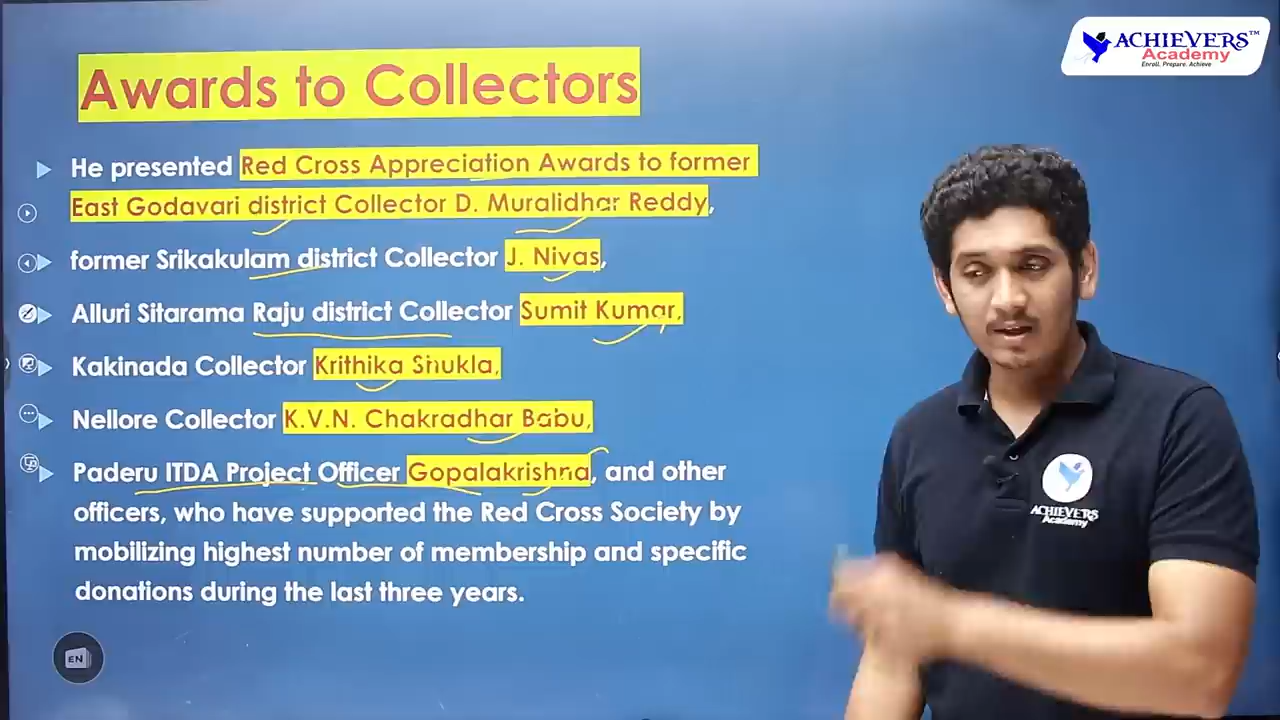 ACHIEVERS™
Academy
Enroll. Prepare. Achieve
Awards to Collectors
He presented Red Cross Appreciation Awards to former
East Godavari district Collector D. Muralidhar Reddy,
former Srikakulam district Collector J. Nivas,
Alluri Sitarama Raju district Collector Sumit Kumar,
Kakinada Collector Krithika Shukla,
Nellore Collector K.V.N. Chakradhar Babu,
Paderu ITDA Project Officer Gopalakrishna, and other
officers, who have supported the Red Cross Society by
mobilizing highest number of membership and specific
donations during the last three years.
EN
ACHIEVERS
Academy